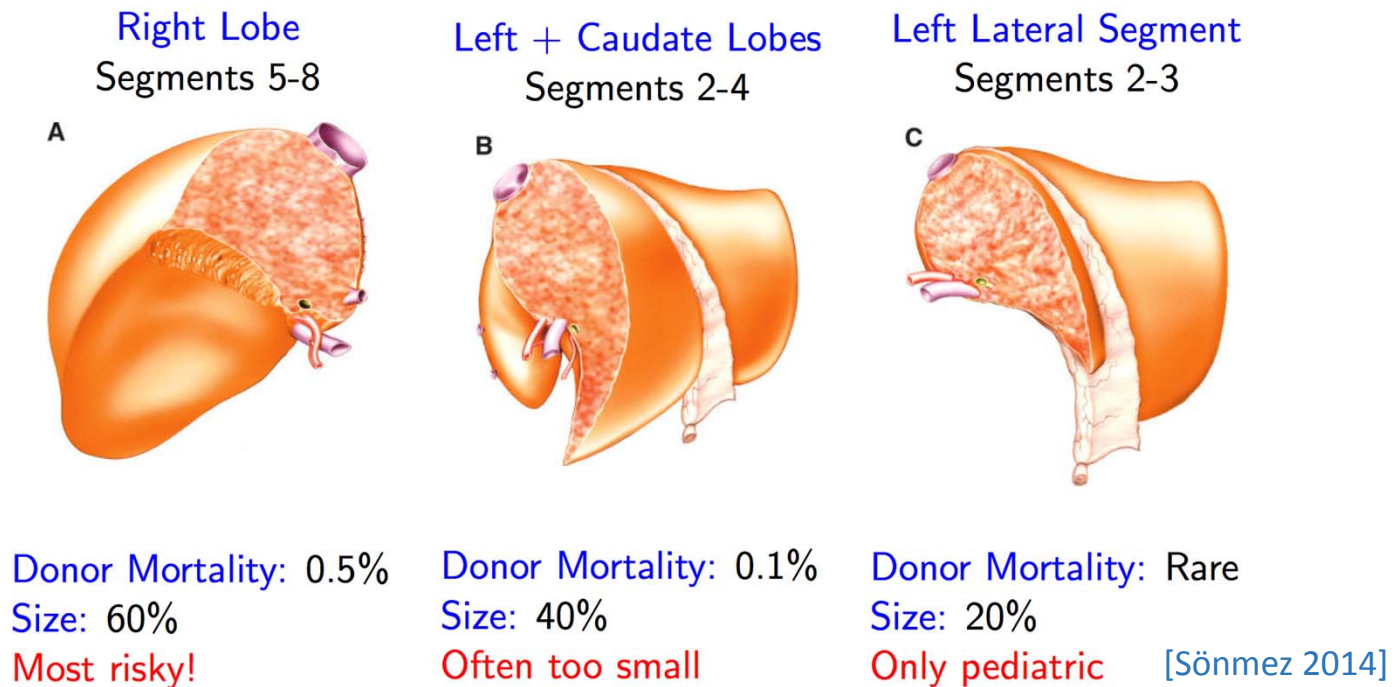 Right Lobe
Segments 5-8
A
Donor Mortality: 0.5%
Size: 60%
Most risky!
Left + Caudate Lobes
Segments 2-4
B
Donor Mortality: 0.1%
Size: 40%
Often too small
Left Lateral Segment
Segments 2-3
C
Donor Mortality: Rare
Size: 20%
Only pediatric
[Sönmez 2014]